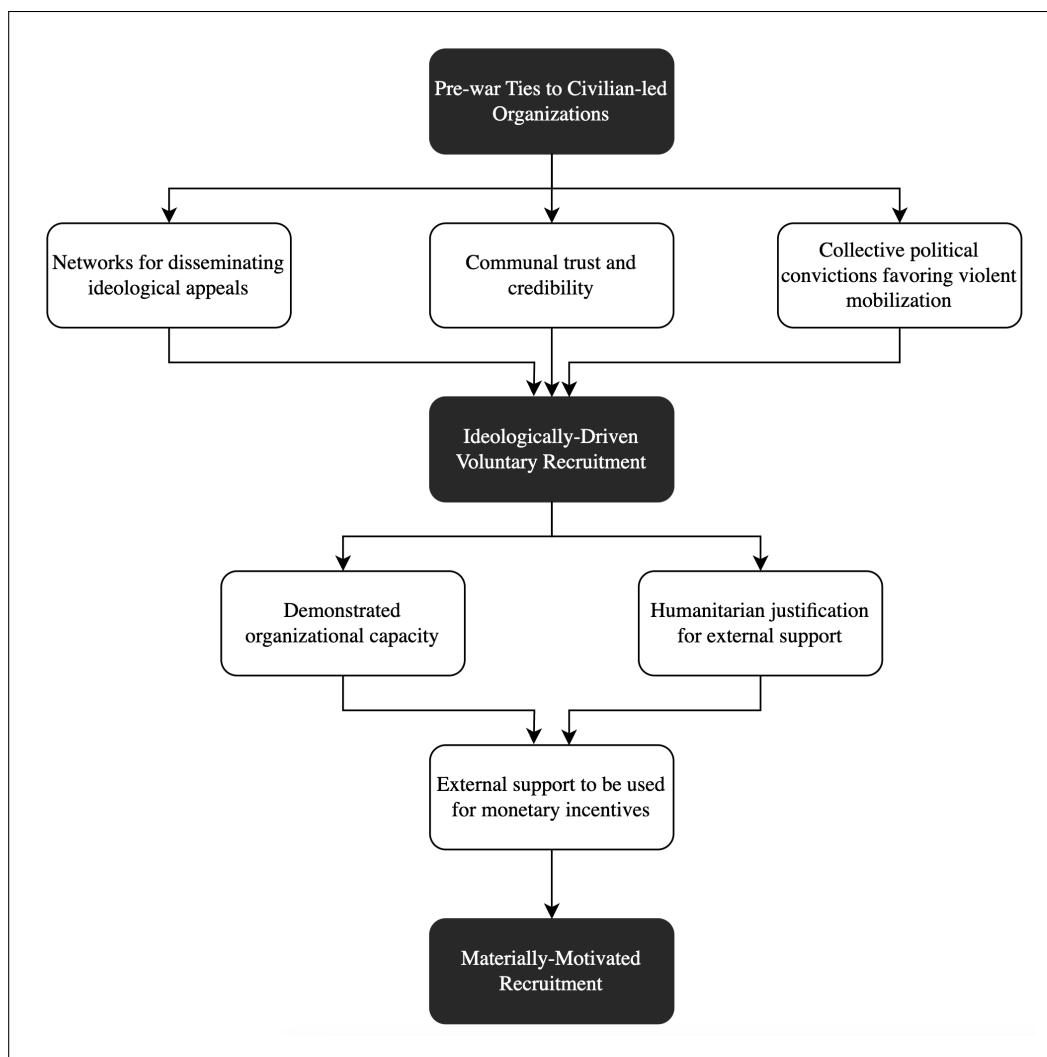 Pre-war Ties to Civilian-led
Organizations
Networks for disseminating
ideological appeals
Communal trust and
credibility
Collective political
convictions favoring violent
mobilization
Ideologically-Driven
Voluntary Recruitment
Demonstrated
organizational capacity
Humanitarian justification
for external support
External support to be used
for monetary incentives
Materially-Motivated
Recruitment